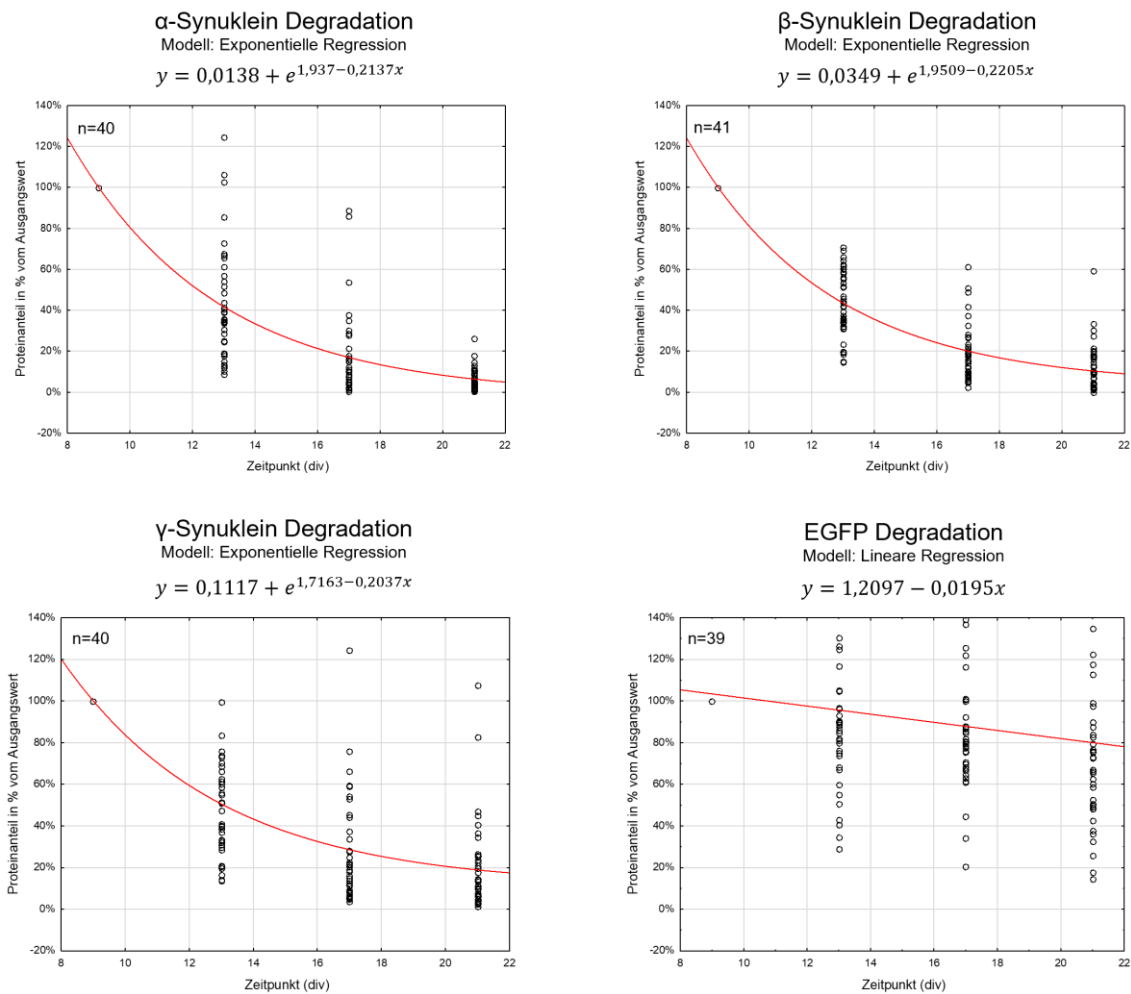 α-Synuklein Degradation
Modell: Exponentielle Regression
y = 0,0138 + e^{1,937−0,2137x}
n=40
Proteinanteil in % vom Ausgangswert
140%
120%
100%
80%
60%
40%
20%
0%
-20%
8 10 12 14 16 18 20 22
Zeitpunkt (div)
β-Synuklein Degradation
Modell: Exponentielle Regression
y = 0,0349 + e^{1,9509−0,2205x}
n=41
Proteinanteil in % vom Ausgangswert
140%
120%
100%
80%
60%
40%
20%
0%
-20%
8 10 12 14 16 18 20 22
Zeitpunkt (div)
γ-Synuklein Degradation
Modell: Exponentielle Regression
y = 0,1117 + e^{1,7163−0,2037x}
n=40
Proteinanteil in % vom Ausgangswert
140%
120%
100%
80%
60%
40%
20%
0%
-20%
8 10 12 14 16 18 20 22
Zeitpunkt (div)
EGFP Degradation
Modell: Lineare Regression
y = 1,2097 − 0,0195x
n=39
Proteinanteil in % vom Ausgangswert
140%
120%
100%
80%
60%
40%
20%
0%
-20%
8 10 12 14 16 18 20 22
Zeitpunkt (div)